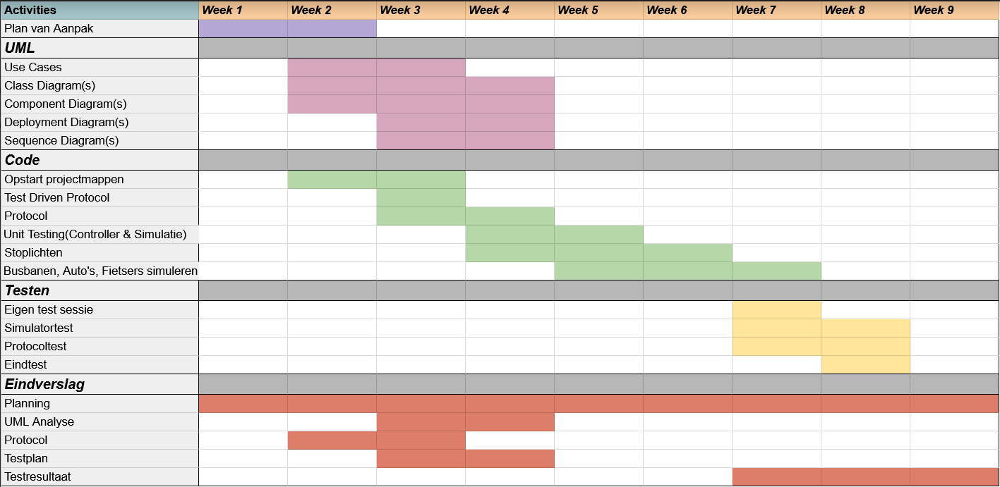 Activities Week 1 Week 2 Week 3 Week 4 Week 5 Week 6 Week 7 Week 8 Week 9
Plan van Aanpak
UML
Use Cases
Class Diagram(s)
Component Diagram(s)
Deployment Diagram(s)
Sequence Diagram(s)
Code
Opstart projectmappen
Test Driven Protocol
Protocol
Unit Testing(Controller & Simulatie)
Stoplichten
Busbanen, Auto's, Fietsers simuleren
Testen
Eigen test sessie
Simulatortest
Protocoltest
Eindtest
Eindverslag
Planning
UML Analyse
Protocol
Testplan
Testresultaat